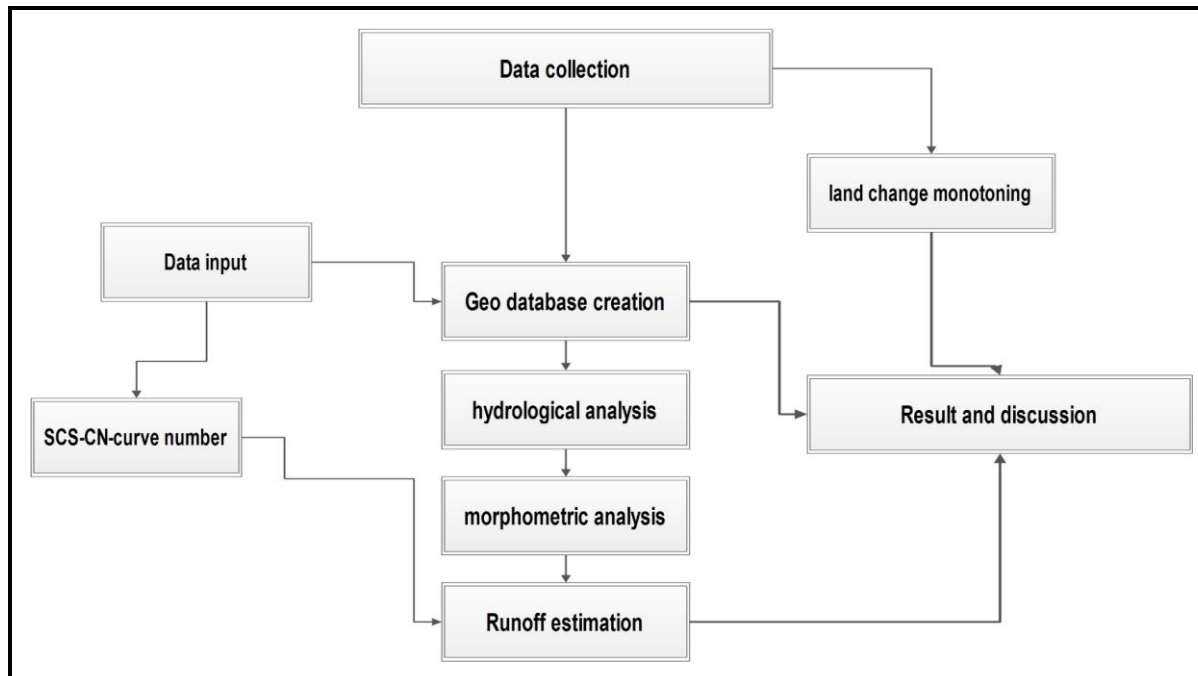 Data collection
land change monotoning
Data input
Geo database creation
hydrological analysis
Result and discussion
SCS-CN-curve number
morphometric analysis
Runoff estimation